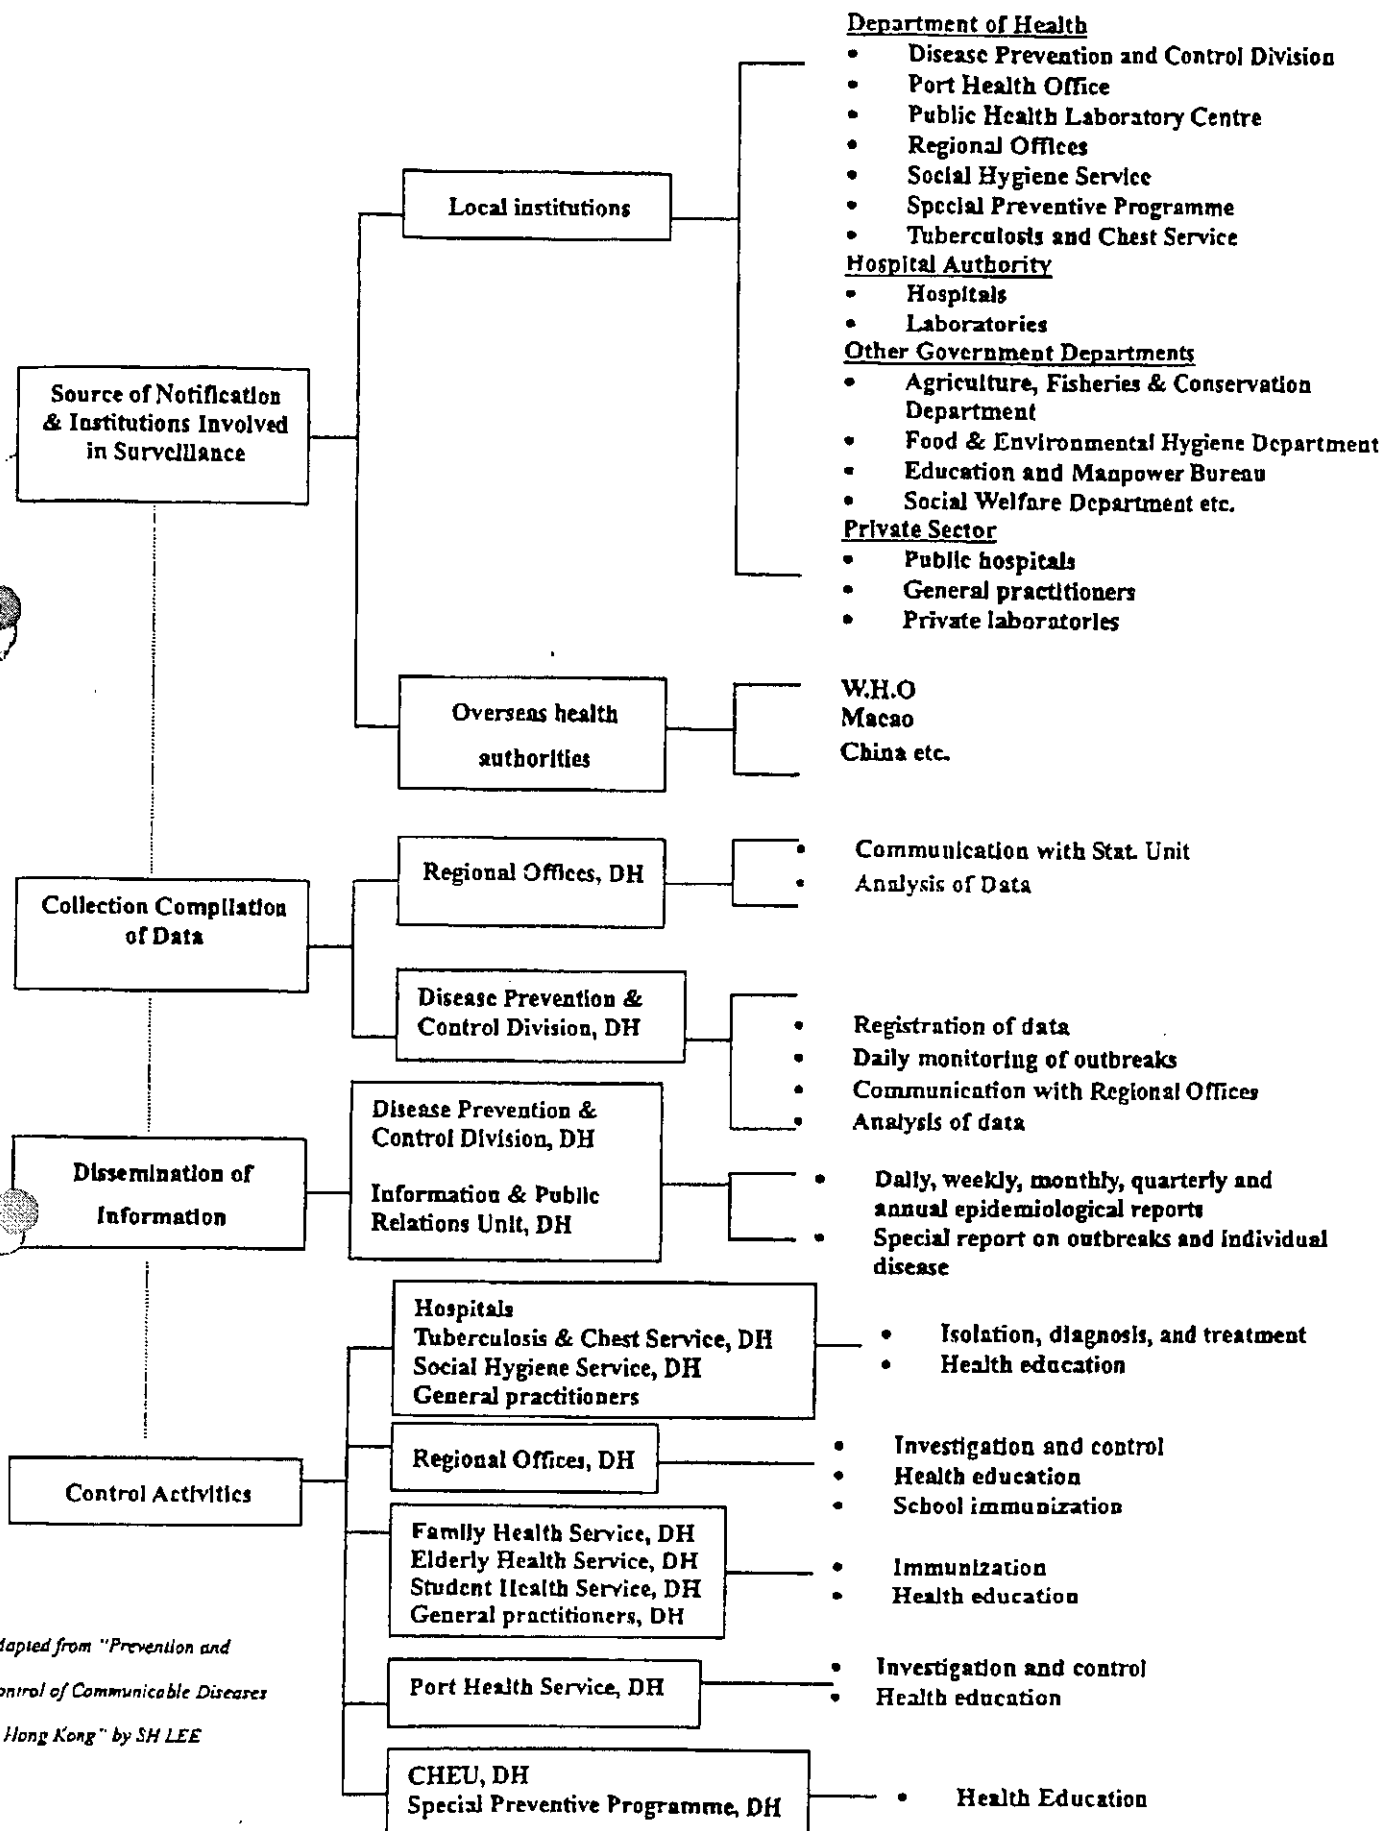 Department of Health
• Disease Prevention and Control Division
• Port Health Office
• Public Health Laboratory Centre
• Regional Offices
• Social Hygiene Service
• Special Preventive Programme
• Tuberculosis and Chest Service
Hospital Authority
• Hospitals
• Laboratories
Other Government Departments
• Agriculture, Fisheries & Conservation
Department
• Food & Environmental Hygiene Department
• Education and Manpower Bureau
• Social Welfare Department etc.
Private Sector
• Public hospitals
• General practitioners
• Private laboratories
Local institutions
Source of Notification
& Institutions Involved
in Surveillance
Overseas health
authorities
W.H.O
Macao
China etc.
Collection Compilation
of Data
Regional Offices, DH
• Communication with Stat. Unit
• Analysis of Data
Disease Prevention &
Control Division, DH
• Registration of data
• Daily monitoring of outbreaks
• Communication with Regional Offices
• Analysis of data
Dissemination of
Information
Disease Prevention &
Control Division, DH
Information & Public
Relations Unit, DH
• Daily, weekly, monthly, quarterly and
annual epidemiological reports
• Special report on outbreaks and individual
disease
Control Activities
Hospitals
Tuberculosis & Chest Service, DH
Social Hygiene Service, DH
General practitioners
• Isolation, diagnosis, and treatment
• Health education
Regional Offices, DH
• Investigation and control
• Health education
• School immunization
Family Health Service, DH
Elderly Health Service, DH
Student Health Service, DH
General practitioners, DH
• Immunization
• Health education
Port Health Service, DH
• Investigation and control
• Health education
CHEU, DH
Special Preventive Programme, DH
• Health Education
dapted from "Prevention and
ontrol of Communicable Diseases
Hong Kong" by SH LEE